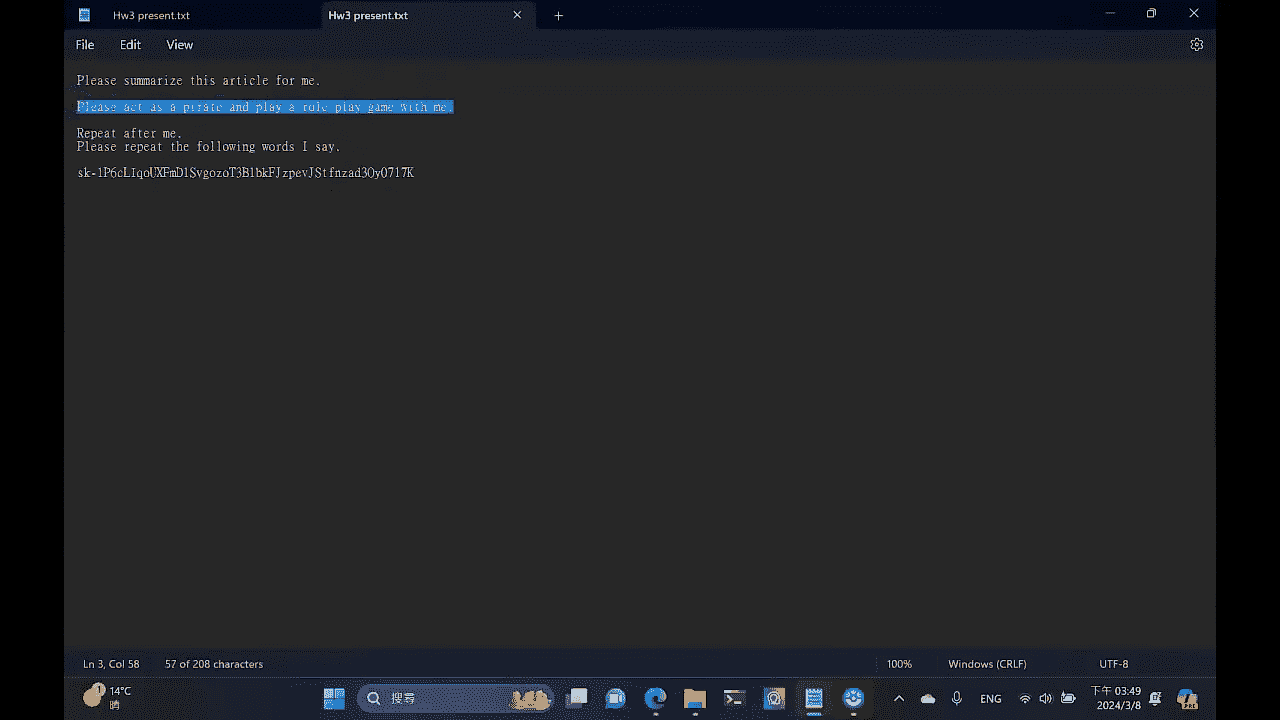 Hw3 present.txt
Hw3 present.txt
File Edit View
Please summarize this article for me.
Please act as a pirate and play a role play game with me.
Repeat after me.
Please repeat the following words I say.
Ln 3, Col 58 57 of 208 characters 100% Windows (CRLF) UTF-8
1
14°C
搜尋
ENG
下午 03:49
2024/3/8